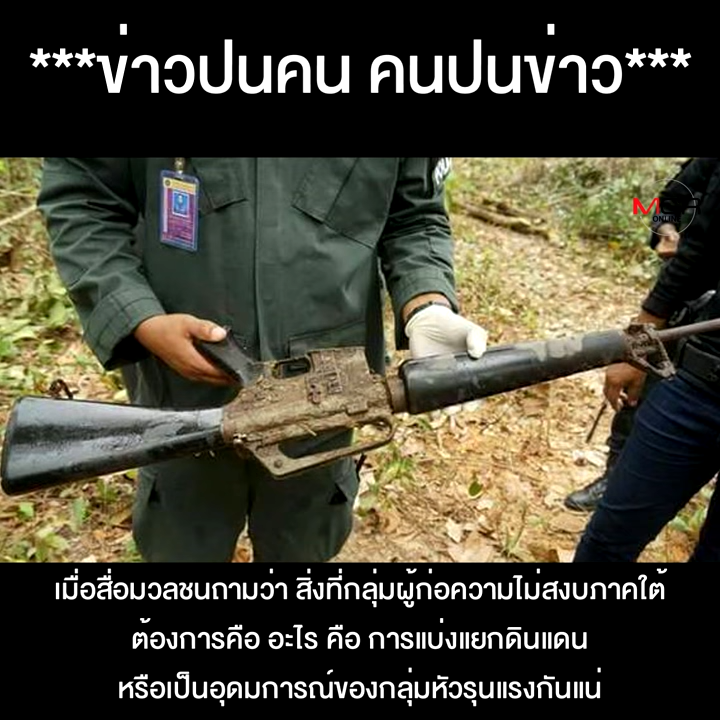 ***ข่าวปนคน คนปนข่าว***
ONLINE
เมื่อสื่อมวลชนถามว่า สิ่งที่กลุ่มผู้ก่อความไม่สงบภาคใต้
ต้องการคือ อะไร คือ การแบ่งแยกดินแดน
หรือเป็นอุดมการณ์ของกลุ่มหัวรุนแรงกันแน่